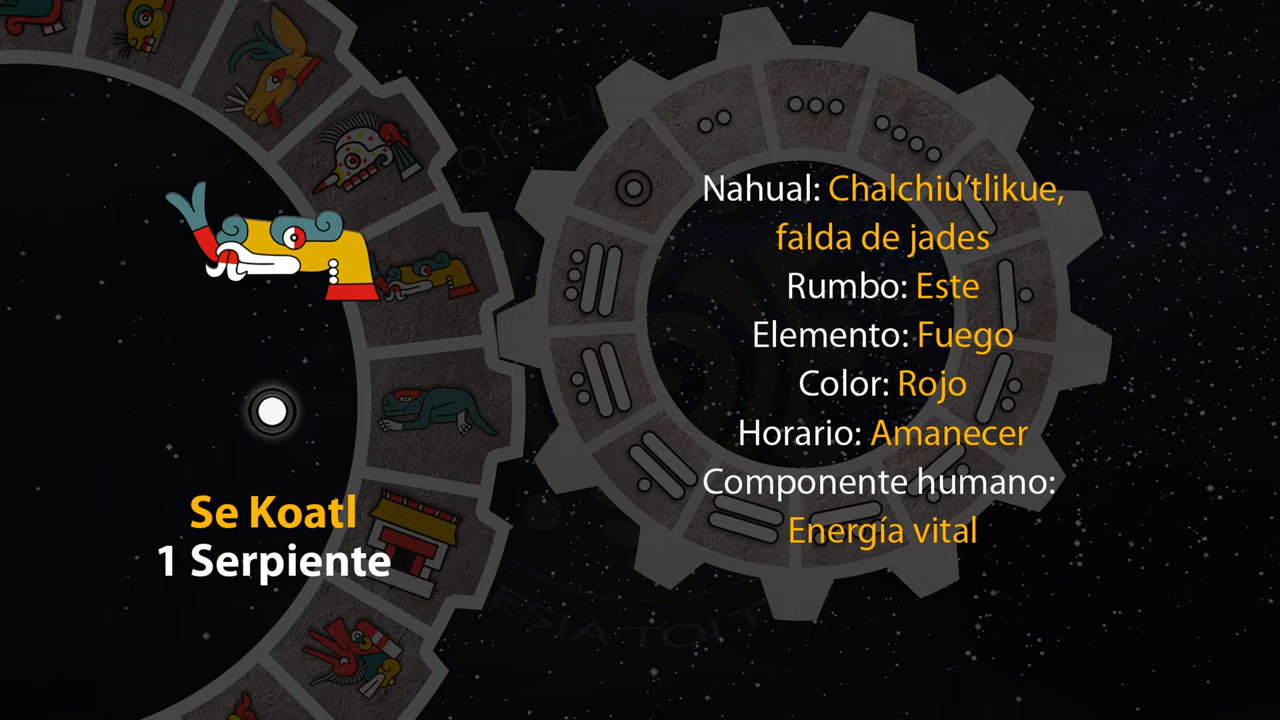 Nahual: Chalchiu’tlikue,
falda de jades
Rumbo: Este
Elemento: Fuego
Color: Rojo
Horario: Amanecer
Componente humano:
Energía vital
Se Koatl
1 Serpiente